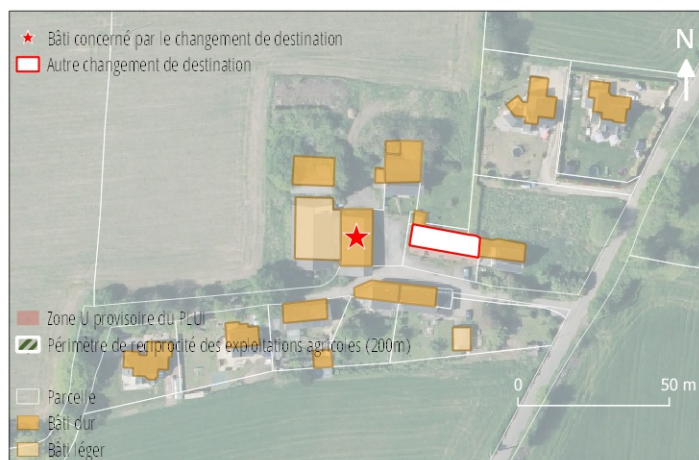 Bâti concerné par le changement de destination
Autre changement de destination
N
Zone U provisoire du PLUi
Périmètre de réciprocité des exploitations agricoles (200m)
Parcelle
Bâti dur
Bâti léger
0 50 m